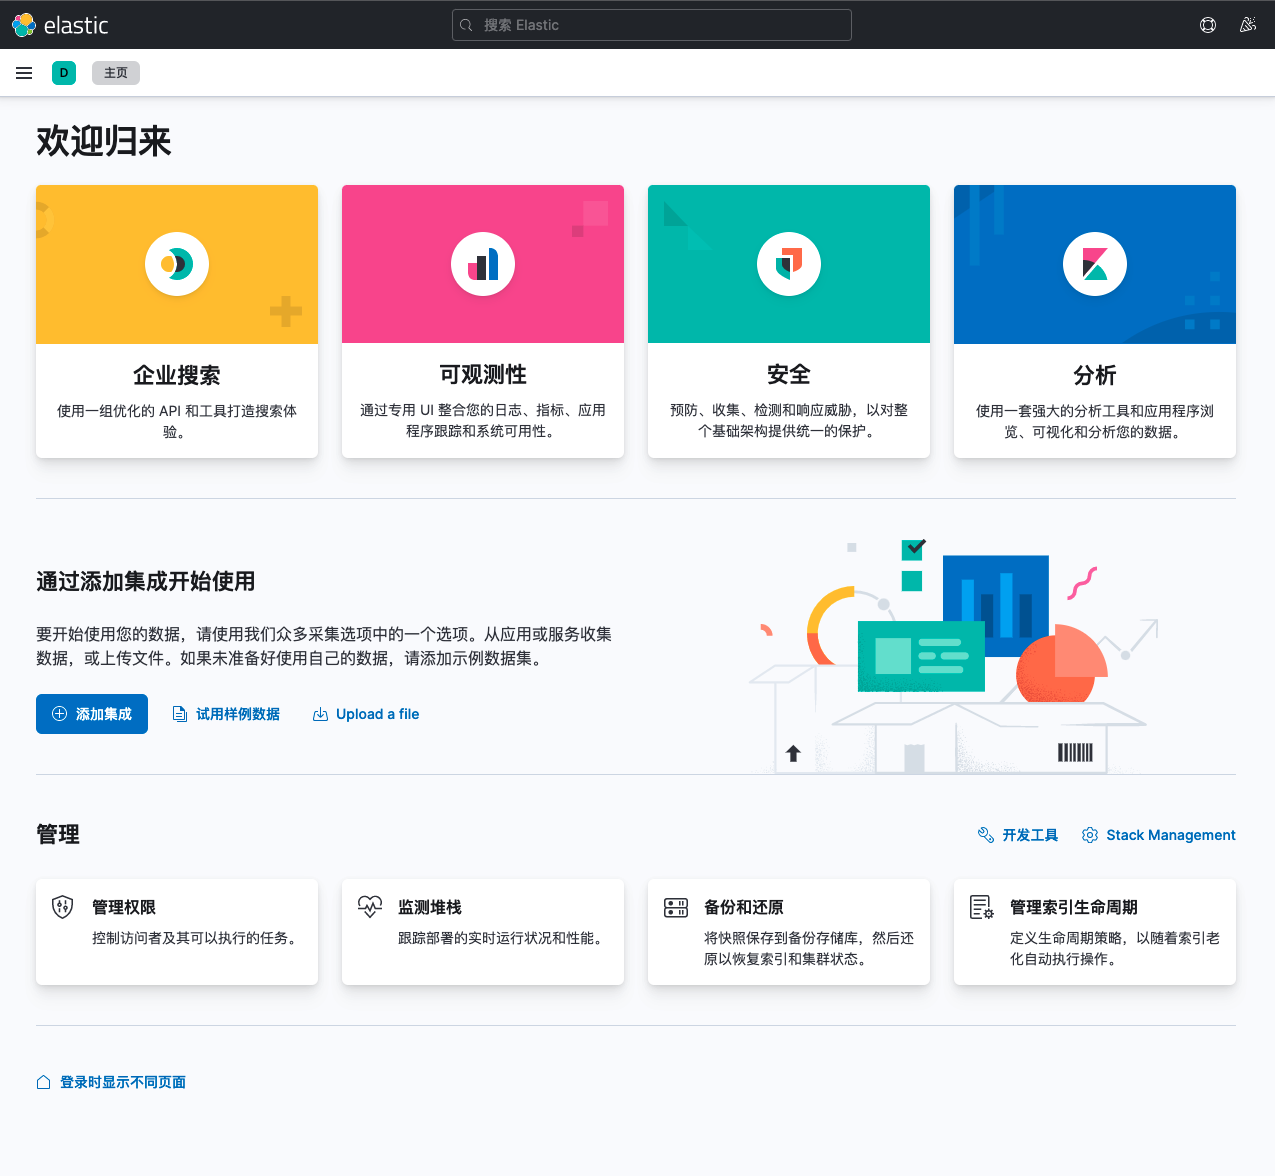 elastic
搜索 Elastic
D
主页
欢迎归来
企业搜索
使用一组优化的 API 和工具打造搜索体
验。
可观测性
通过专用 UI 整合您的日志、指标、应用
程序跟踪和系统可用性。
安全
预防、收集、检测和响应威胁，以对整
个基础架构提供统一的保护。
分析
使用一套强大的分析工具和应用程序浏
览、可视化和分析您的数据。
通过添加集成开始使用
要开始使用您的数据，请使用我们众多采集选项中的一个选项。从应用或服务收集
数据，或上传文件。如果未准备好使用自己的数据，请添加示例数据集。
添加集成
试用样例数据
Upload a file
管理
开发工具
Stack Management
管理权限
控制访问者及其可以执行的任务。
监测堆栈
跟踪部署的实时运行状况和性能。
备份和还原
将快照保存到备份存储库，然后还
原以恢复索引和集群状态。
管理索引生命周期
定义生命周期策略，以随着索引老
化自动执行操作。
登录时显示不同页面